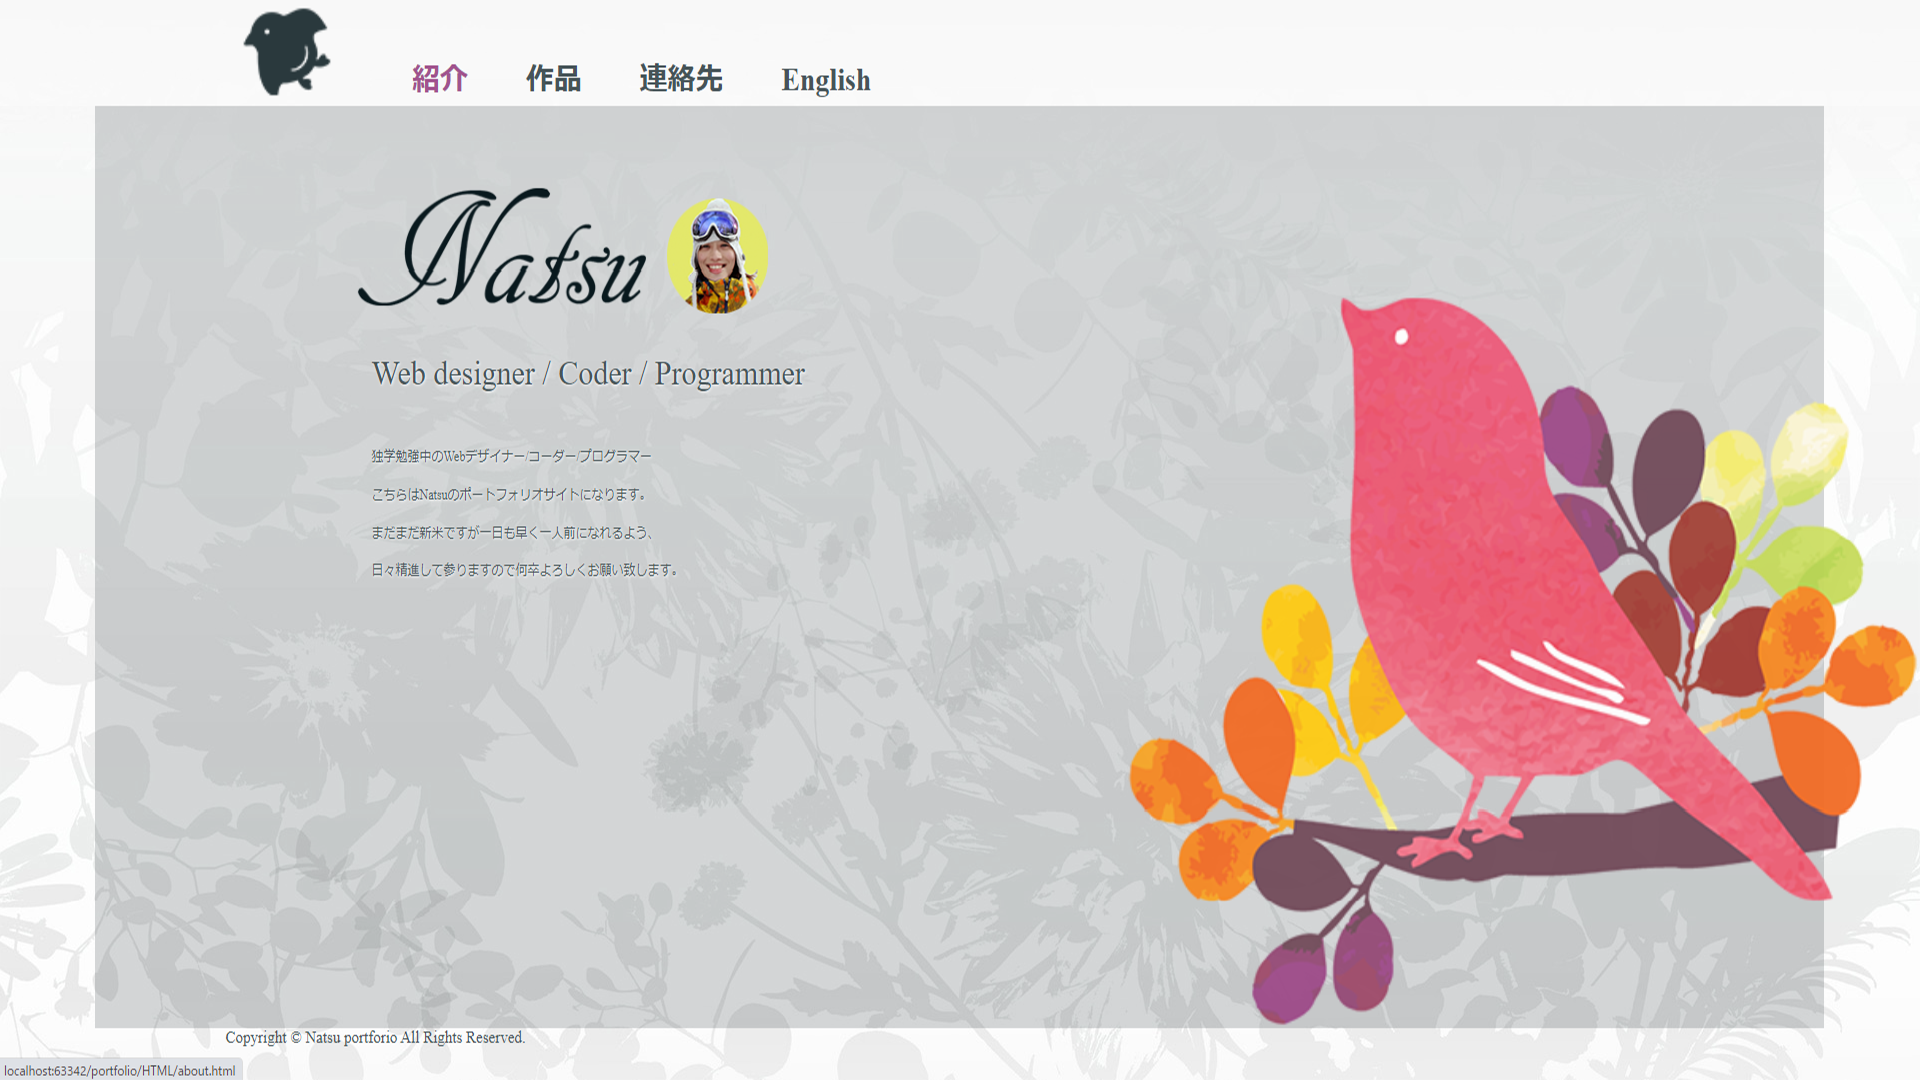 紹介 作品 連絡先 English
Natsu
Web designer / Coder / Programmer
独学勉強中のWebデザイナー/コーダー/プログラマー
こちらはNatsuのポートフォリオサイトになります。
まだまだ新米ですが一日も早く一人前になれるよう、
日々精進して参りますので何卒よろしくお願い致します。
Copyright © Natsu portforio All Rights Reserved.
localhost:63342/portfolio/HTML/about.html